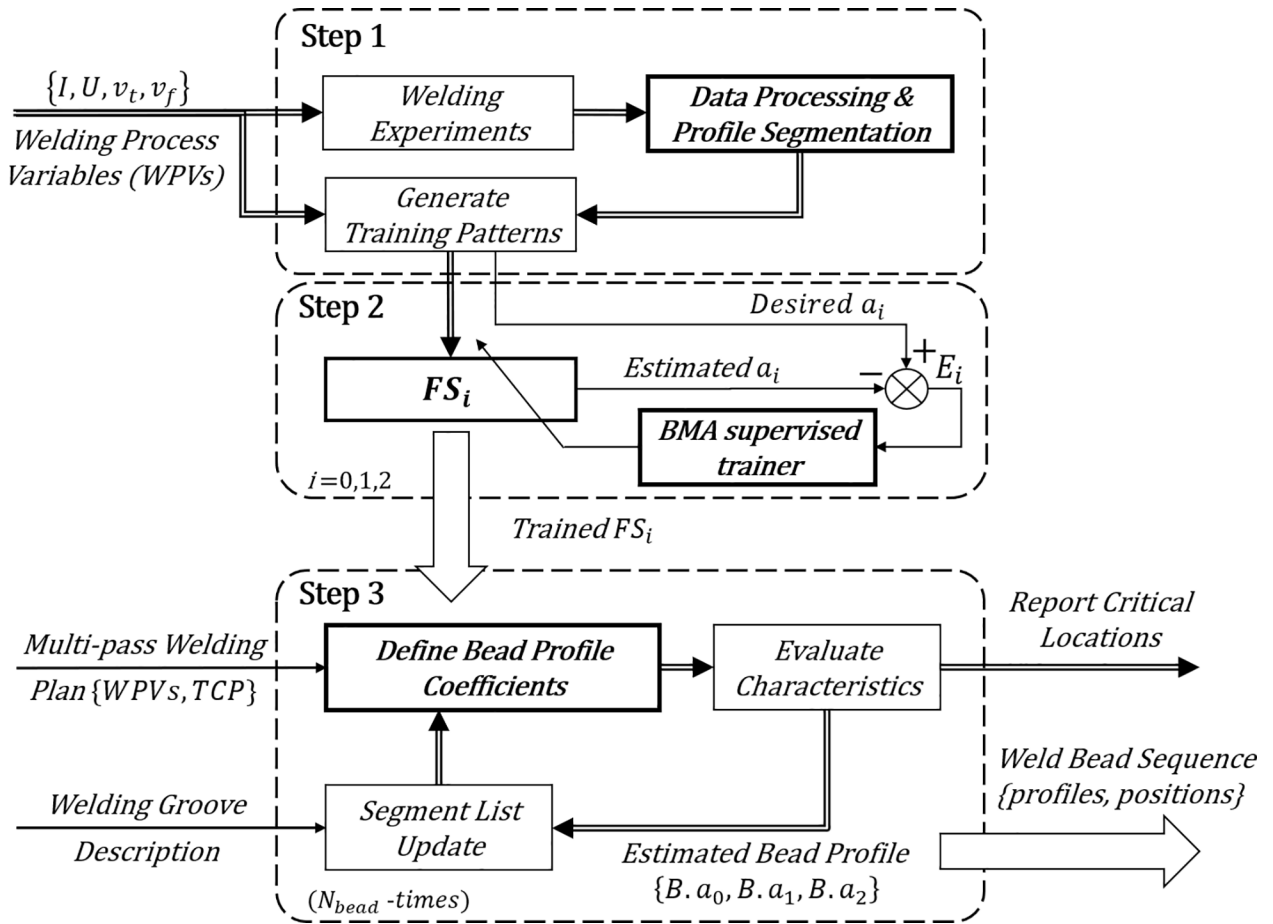 Step 1
{I, U, v_t, v_f}
Welding Process
Variables (WPVs)
Welding
Experiments
Data Processing &
Profile Segmentation
Generate
Training Patterns
Step 2
Desired a_i
FS_i
Estimated a_i
−
+
E_i
BMA supervised
trainer
i=0,1,2
Trained FS_i
Step 3
Multi-pass Welding
Plan {WPVs, TCP}
Define Bead Profile
Coefficients
Evaluate
Characteristics
Report Critical
Locations
Welding Groove
Description
Segment List
Update
Estimated Bead Profile
{B. a_0, B. a_1, B. a_2}
Weld Bead Sequence
{profiles, positions}
(N_bead -times)